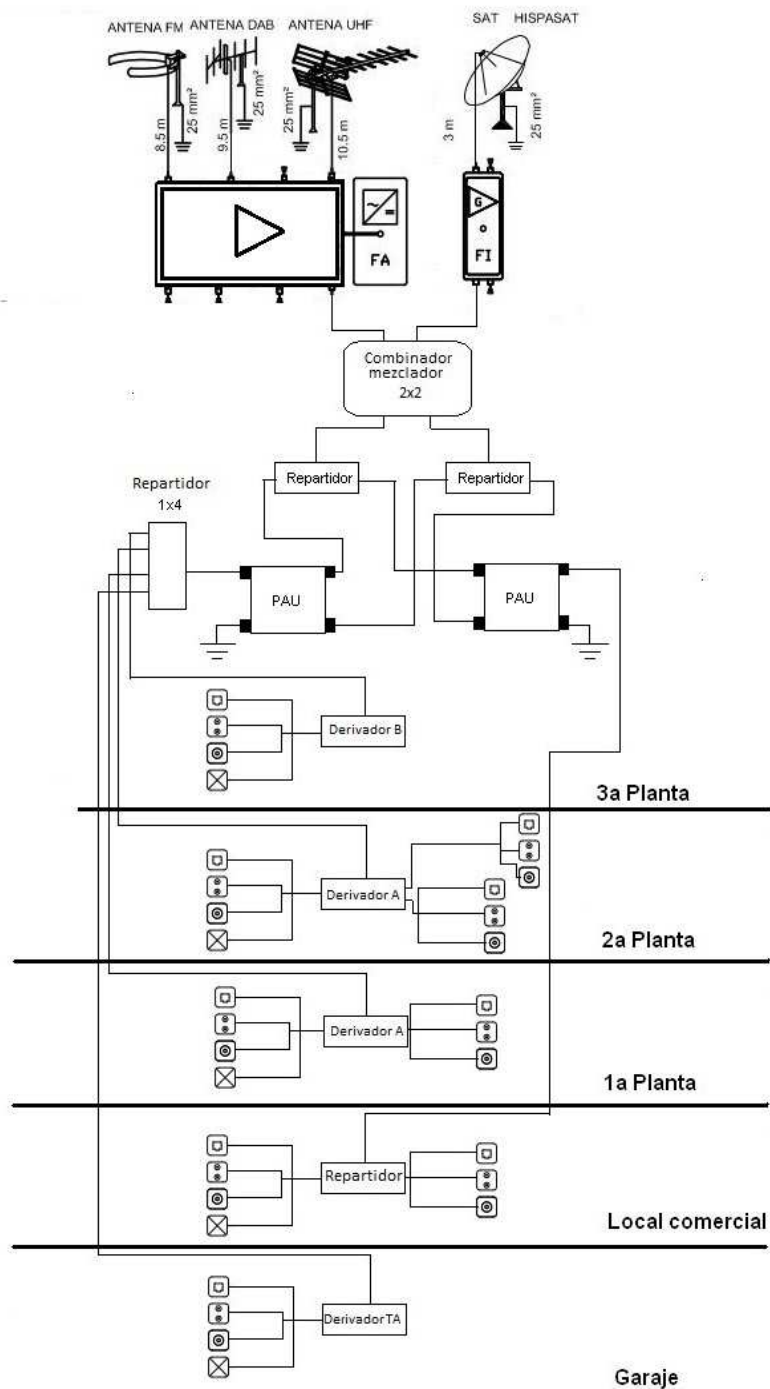 ANTENA FM ANTENA DAB ANTENA UHF SAT HISPASAT
8.5 m
25 mm²
9.5 m
25 mm²
25 mm²
10.5 m
3 m
25 mm²
~
=
FA
G
FI
Combinador
mezclador
2x2
Repartidor
Repartidor
Repartidor
1x4
PAU
PAU
Derivador B
3a Planta
Derivador A
2a Planta
Derivador A
1a Planta
Repartidor
Local comercial
Derivador TA
Garaje